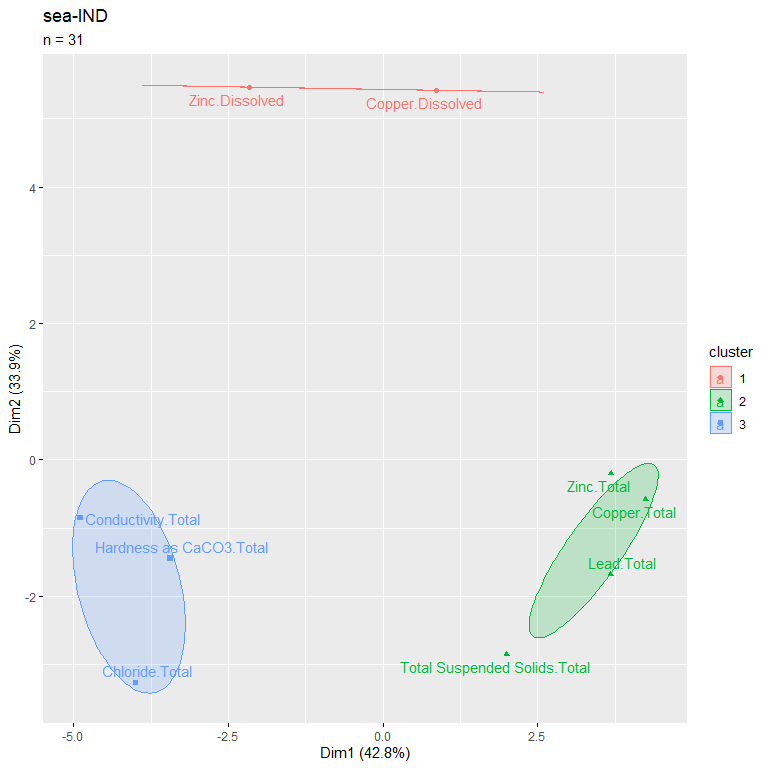 sea-IND
n = 31
Zinc.Dissolved
Copper.Dissolved
4
2
0
-2
Dim2 (33.9%)
Zinc.Total
Copper.Total
Lead.Total
Total Suspended Solids.Total
Conductivity.Total
Hardness as CaCO3.Total
Chloride.Total
-5.0
-2.5
0.0
2.5
Dim1 (42.8%)
cluster
a 1
a 2
a 3